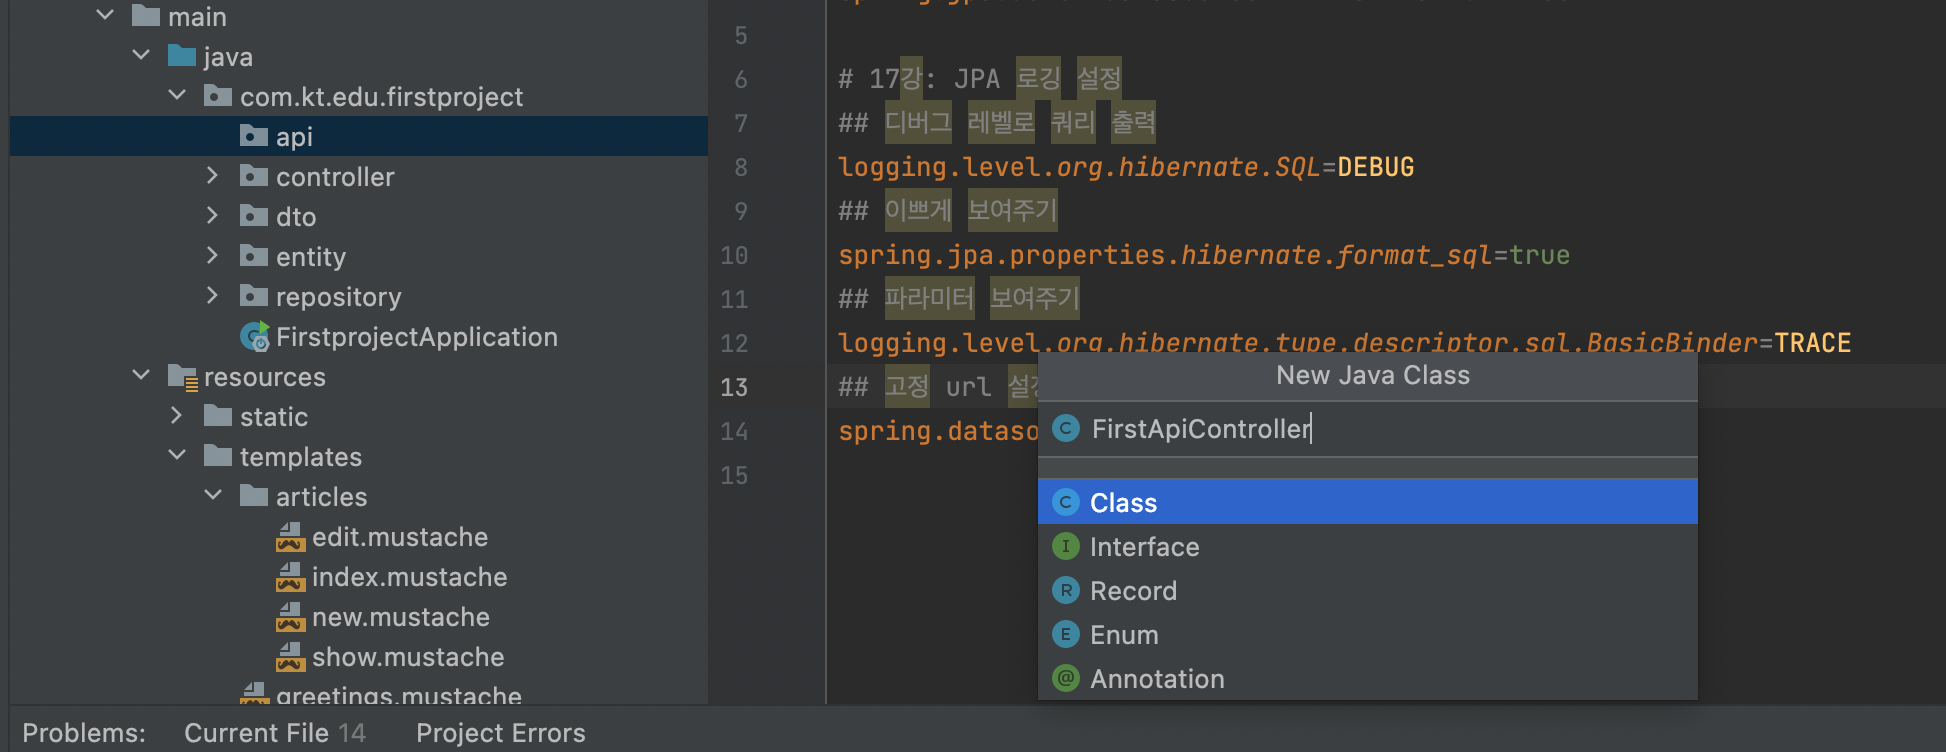 main
java
com.kt.edu.firstproject
api
controller
dto
entity
repository
FirstprojectApplication
resources
static
templates
articles
edit.mustache
index.mustache
new.mustache
show.mustache
greetings.mustache
5
6 # 17강: JPA 로깅 설정
7 ## 디버그 레벨로 쿼리 출력
8 logging.level.org.hibernate.SQL=DEBUG
9 ## 이쁘게 보여주기
10 spring.jpa.properties.hibernate.format_sql=true
11 ## 파라미터 보여주기
12 logging.level.org.hibernate.type.descriptor.sql.BasicBinder=TRACE
13 ## 고정 url 설정
14 spring.dataso
15
New Java Class
FirstApiController
Class
Interface
Record
Enum
Annotation
Problems: Current File 14 Project Errors